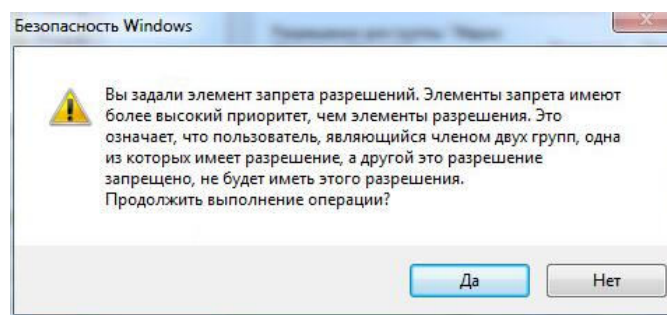 Безопасность Windows
Вы задали элемент запрета разрешений. Элементы запрета имеют
более высокий приоритет, чем элементы разрешения. Это
означает, что пользователь, являющийся членом двух групп, одна
из которых имеет разрешение, а другой это разрешение
запрещено, не будет иметь этого разрешения.
Продолжить выполнение операции?
Да
Нет